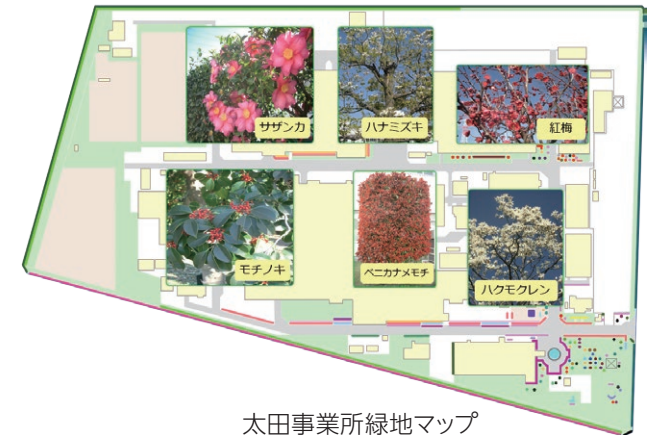 サザンカ
ハナミズキ
紅梅
モチノキ
ベニカナメモチ
ハクモクレン
太田事業所緑地マップ